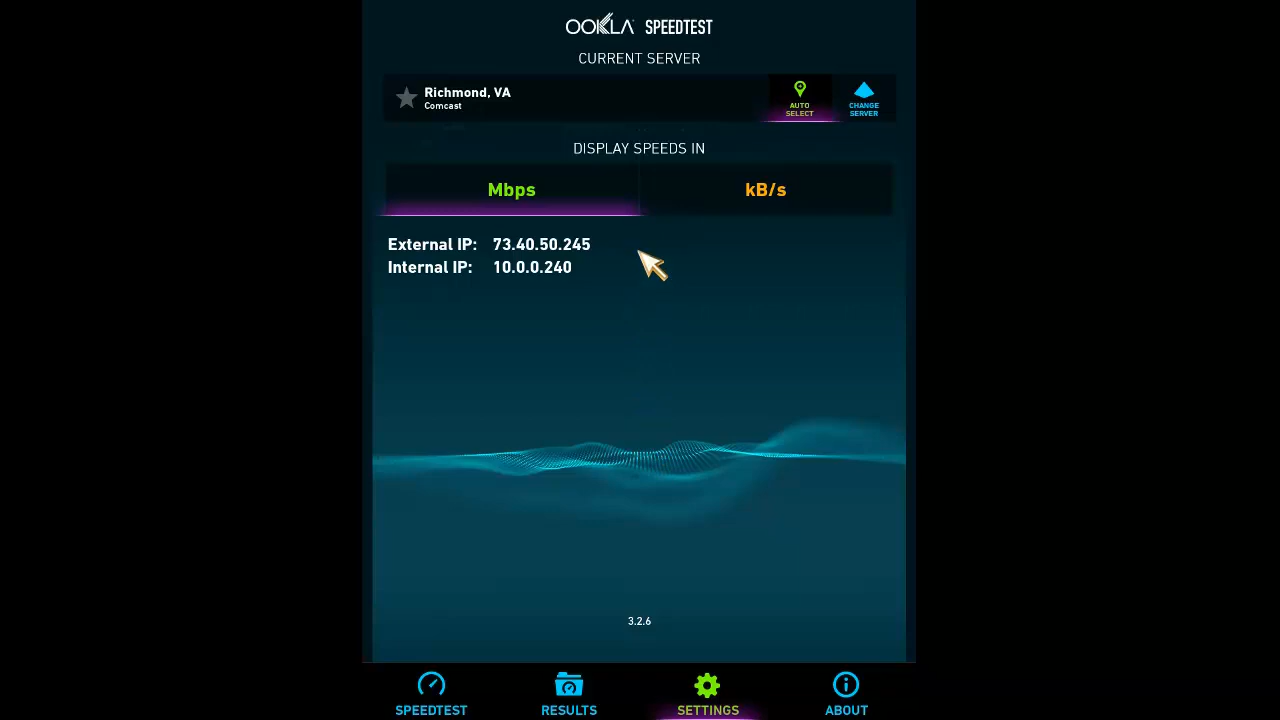 OOKLA SPEEDTEST
CURRENT SERVER
Richmond, VA
Comcast
AUTO
SELECT
CHANGE
SERVER
DISPLAY SPEEDS IN
Mbps
kB/s
External IP: 73.40.50.245
Internal IP: 10.0.0.240
3.2.6
SPEEDTEST
RESULTS
SETTINGS
ABOUT